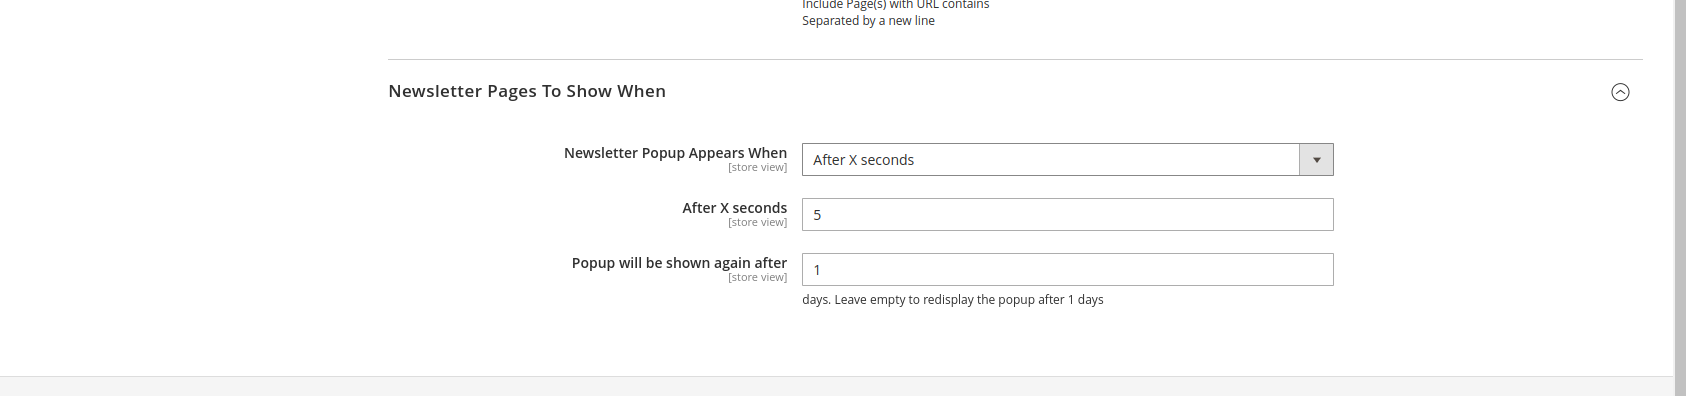 Include Page(s) with URL contains
Separated by a new line
Newsletter Pages To Show When
Newsletter Popup Appears When
[store view]
After X seconds
After X seconds
[store view]
5
Popup will be shown again after
[store view]
1
days. Leave empty to redisplay the popup after 1 days